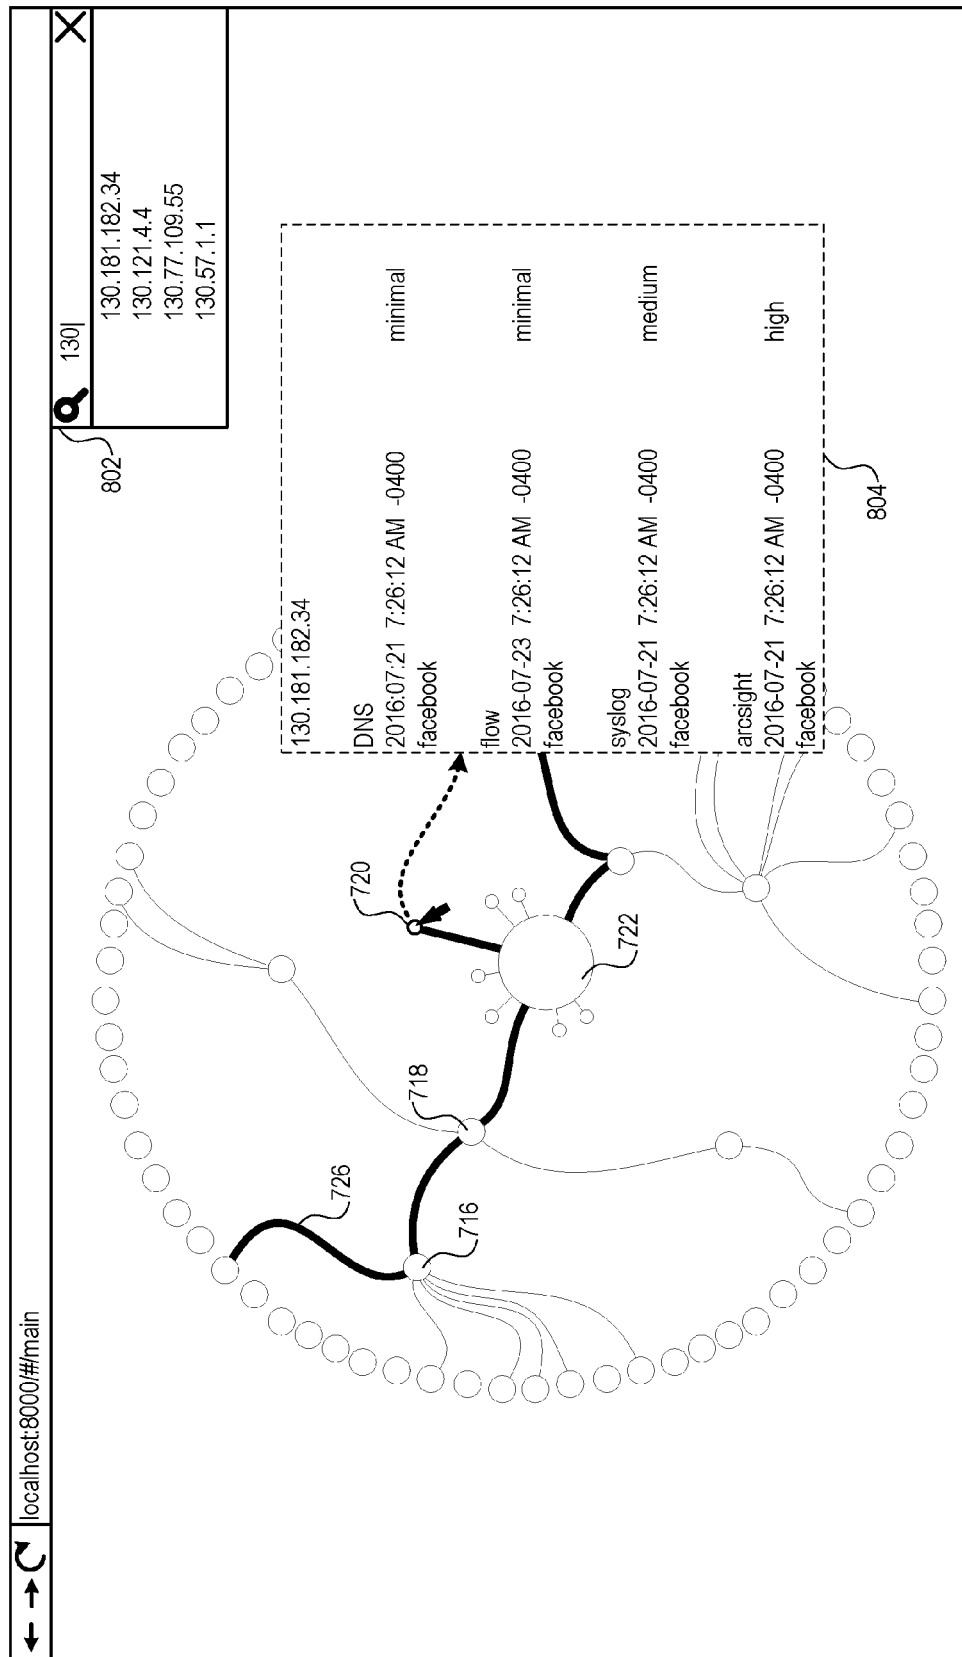 localhost:8000/#/main
130|
130.181.182.34
130.121.4.4
130.77.109.55
130.57.1.1
802
130.181.182.34
DNS
2016:07:21 7:26:12 AM -0400 minimal
facebook
flow
2016-07-23 7:26:12 AM -0400 minimal
facebook
syslog
2016-07-21 7:26:12 AM -0400 medium
facebook
arcsight
2016-07-21 7:26:12 AM -0400 high
facebook
804
720
726
718
716
722